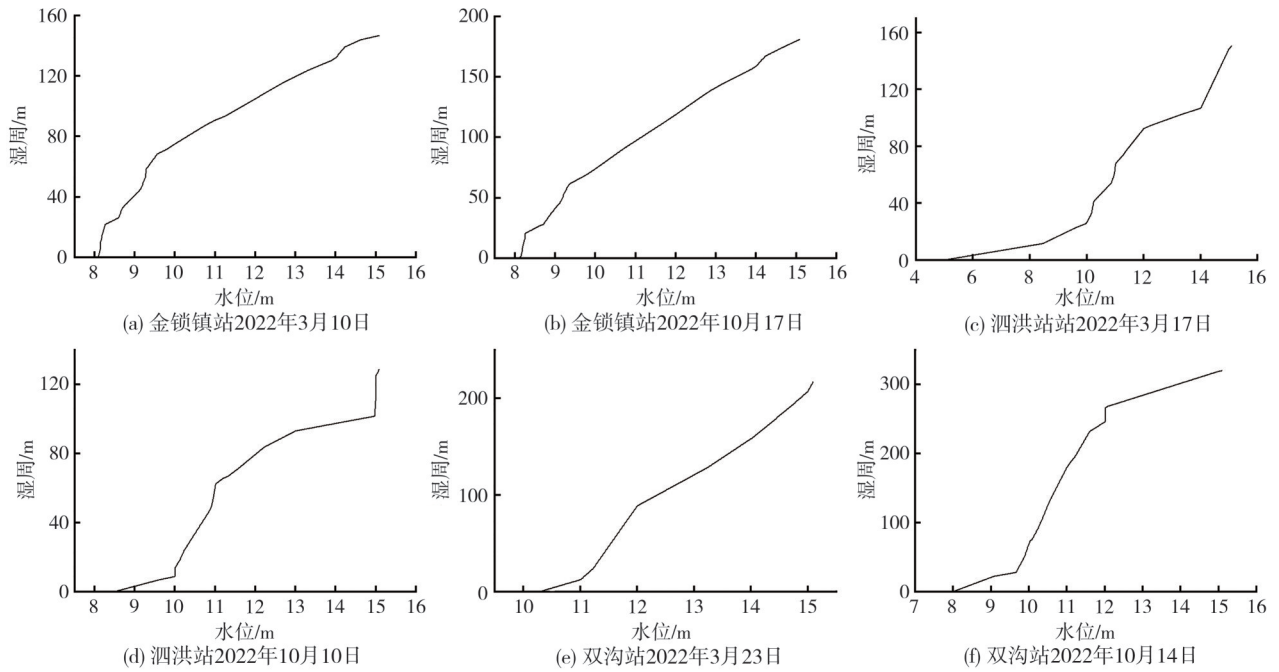 160
120
80
40
0
湿周/m
8 9 10 11 12 13 14 15 16
水位/m
(a) 金锁镇站2022年3月10日
200
150
100
50
0
湿周/m
8 9 10 11 12 13 14 15 16
水位/m
(b) 金锁镇站2022年10月17日
160
120
80
40
0
湿周/m
4 6 8 10 12 14 16
水位/m
(c) 泗洪站站2022年3月17日
120
80
40
0
湿周/m
8 9 10 11 12 13 14 15 16
水位/m
(d) 泗洪站2022年10月10日
200
100
0
湿周/m
10 11 12 13 14 15
水位/m
(e) 双沟站2022年3月23日
300
200
100
0
湿周/m
7 8 9 10 11 12 13 14 15 16
水位/m
(f) 双沟站2022年10月14日